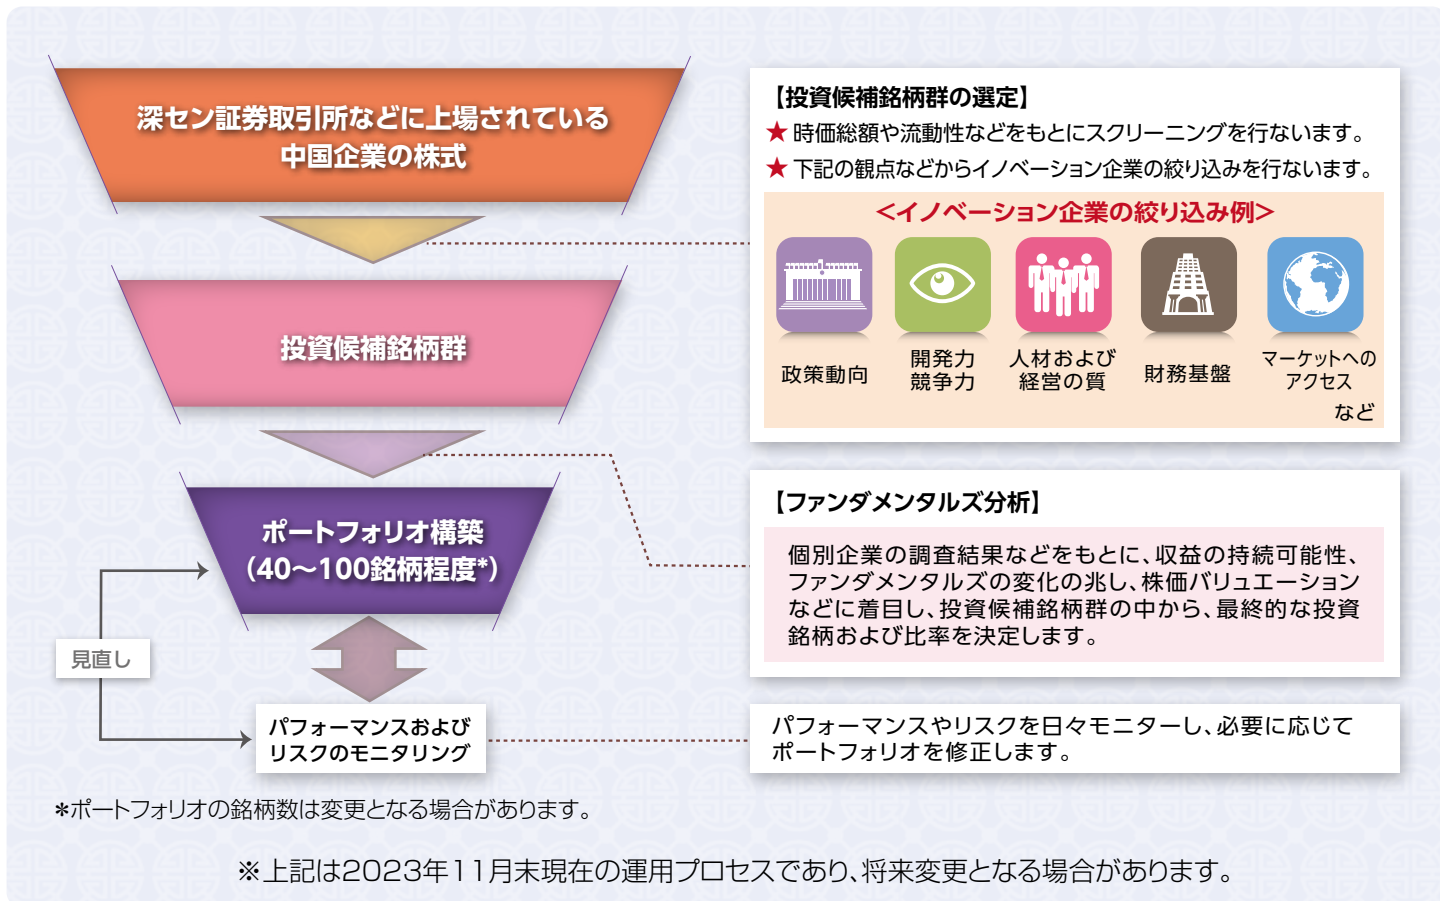 深セン証券取引所などに上場されている
中国企業の株式
投資候補銘柄群
ポートフォリオ構築
(40～100銘柄程度*)
見直し
パフォーマンスおよび
リスクのモニタリング
【投資候補銘柄群の選定】
★ 時価総額や流動性などをもとにスクリーニングを行ないます。
★ 下記の観点などからイノベーション企業の絞り込みを行ないます。
＜イノベーション企業の絞り込み例＞
政策動向
開発力
競争力
人材および
経営の質
財務基盤
マーケットへの
アクセス
など
【ファンダメンタルズ分析】
個別企業の調査結果などをもとに、収益の持続可能性、
ファンダメンタルズの変化の兆し、株価バリュエーション
などに着目し、投資候補銘柄群の中から、最終的な投資
銘柄および比率を決定します。
パフォーマンスやリスクを日々モニターし、必要に応じて
ポートフォリオを修正します。
*ポートフォリオの銘柄数は変更となる場合があります。
※上記は2023年11月末現在の運用プロセスであり、将来変更となる場合があります。